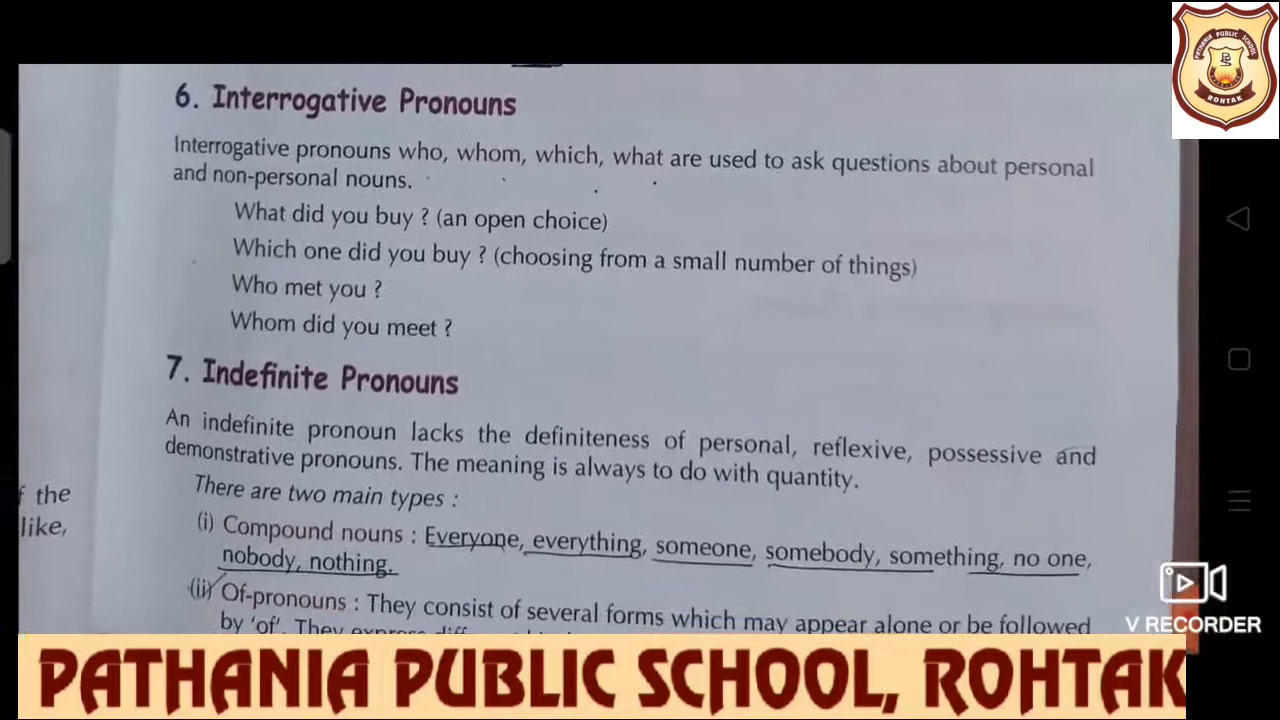 PATHANIA PUBLIC SCHOOL
ROHTAK
6. Interrogative Pronouns
Interrogative pronouns who, whom, which, what are used to ask questions about personal
and non-personal nouns.
What did you buy ? (an open choice)
Which one did you buy ? (choosing from a small number of things)
Who met you ?
Whom did you meet ?
7. Indefinite Pronouns
An indefinite pronoun lacks the definiteness of personal, reflexive, possessive and
demonstrative pronouns. The meaning is always to do with quantity.
There are two main types :
the
like,
(i) Compound nouns : Everyone, everything, someone, somebody, something, no one,
nobody, nothing.
(ii) Of-pronouns : They consist of several forms which may appear alone or be followed
by 'of'. They express
V RECORDER
PATHANIA PUBLIC SCHOOL, ROHTAK